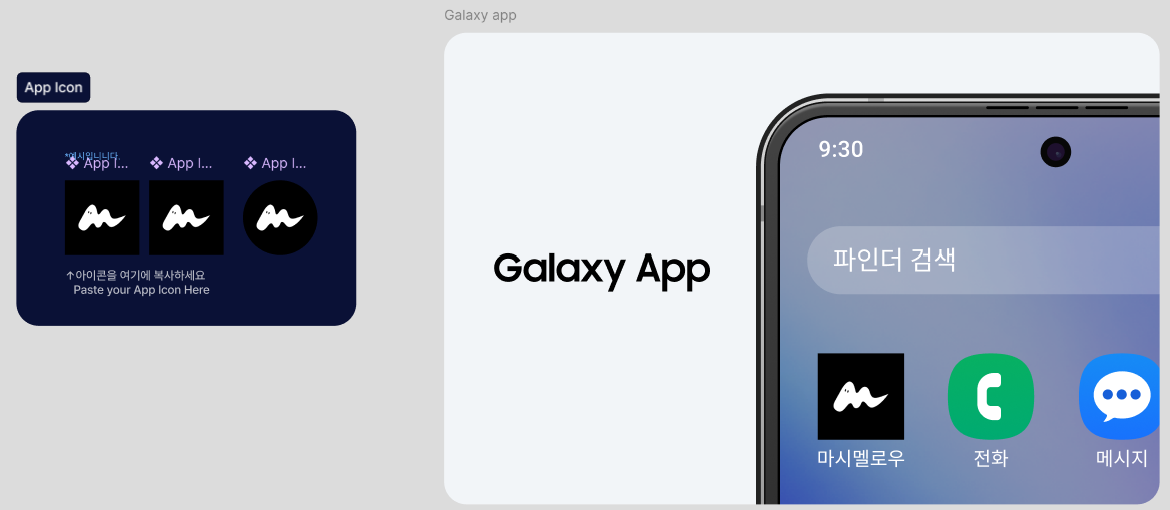 Galaxy app
App Icon
*예시입니다.
App I...
App I...
App I...
↑아이콘을 여기에 복사하세요
Paste your App Icon Here
Galaxy App
9:30
파인더 검색
마시멜로우
전화
메시지